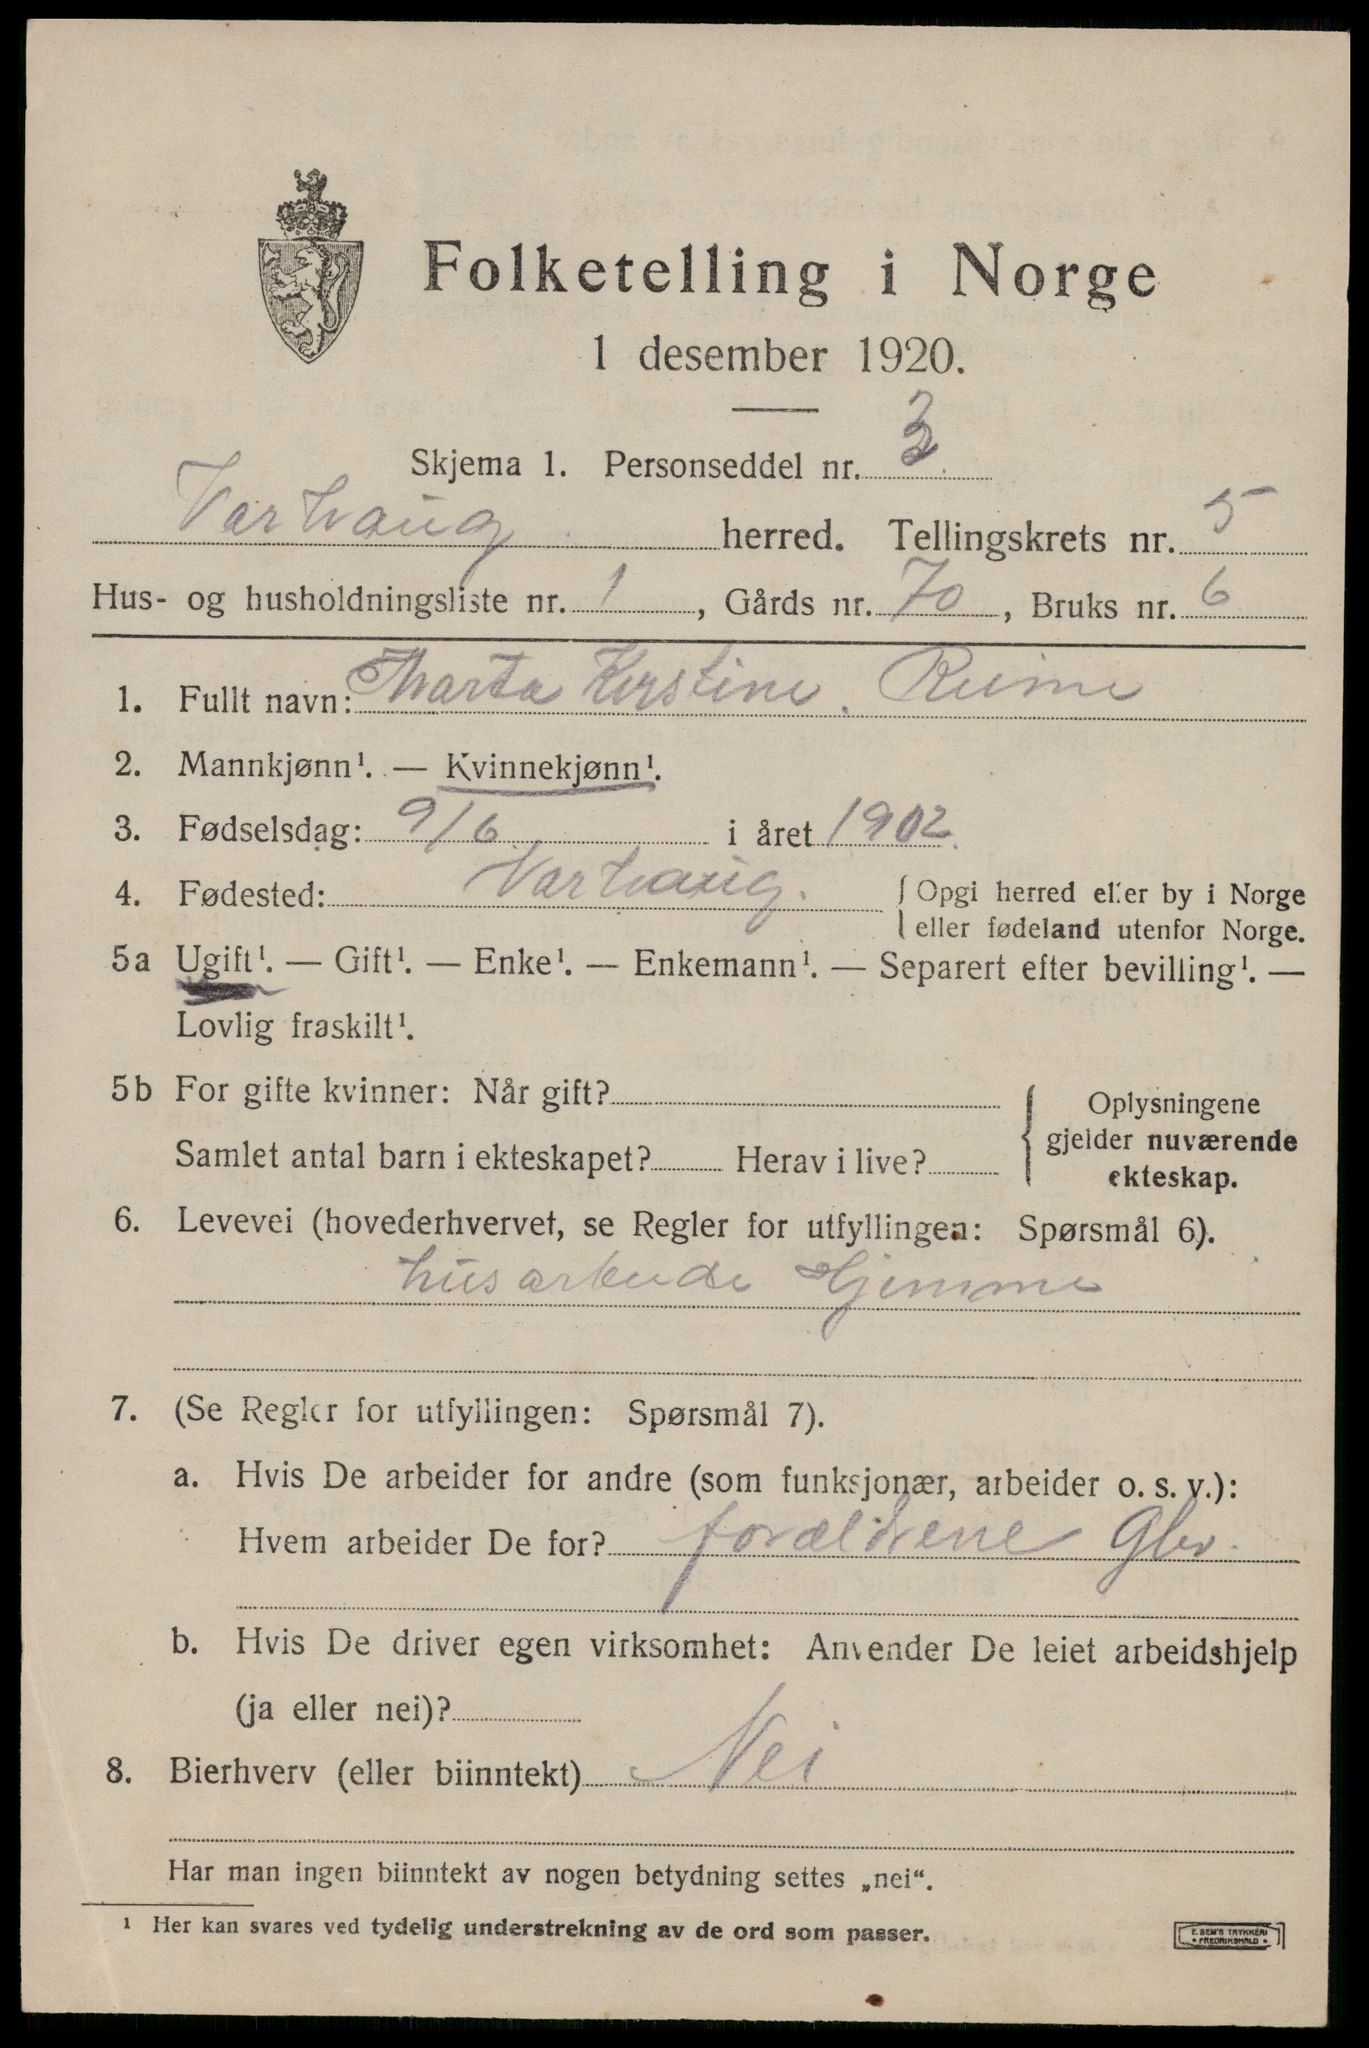 Folketelling i Norge
1 desember 1920.
Skjema 1. Personseddel nr. 3
Varhaug herred. Tellingskrets nr. 5
Hus- og husholdningsliste nr. 1, Gårds nr. 70, Bruks nr. 6
1. Fullt navn: Marta Kerstine Reime
2. Mannkjønn¹. — Kvinnekjønn¹.
3. Fødselsdag: 9/6 i året 1902
4. Fødested: Varhaug. { Opgi herred eller by i Norge
eller fødeland utenfor Norge.
5a Ugift¹. — Gift¹. — Enke¹. — Enkemann¹. — Separert efter bevilling¹. —
Lovlig fraskilt¹.
5b For gifte kvinner: Når gift?
Samlet antal barn i ekteskapet? Herav i live?
{ Oplysningene
gjelder nuværende
ekteskap.
6. Levevei (hovederhvervet, se Regler for utfyllingen: Spørsmål 6).
husarbeide Hjemme
7. (Se Regler for utfyllingen: Spørsmål 7).
a. Hvis De arbeider for andre (som funksjonær, arbeider o. s. v.):
Hvem arbeider De for? forældrene Gbr.
b. Hvis De driver egen virksomhet: Anvender De leiet arbeidshjelp
(ja eller nei)?
8. Bierhverv (eller biinntekt) Nei
Har man ingen biinntekt av nogen betydning settes „nei“.
¹ Her kan svares ved tydelig understrekning av de ord som passer.
E. SEM'S TRYKKERI
• FREDRIKSHALD •